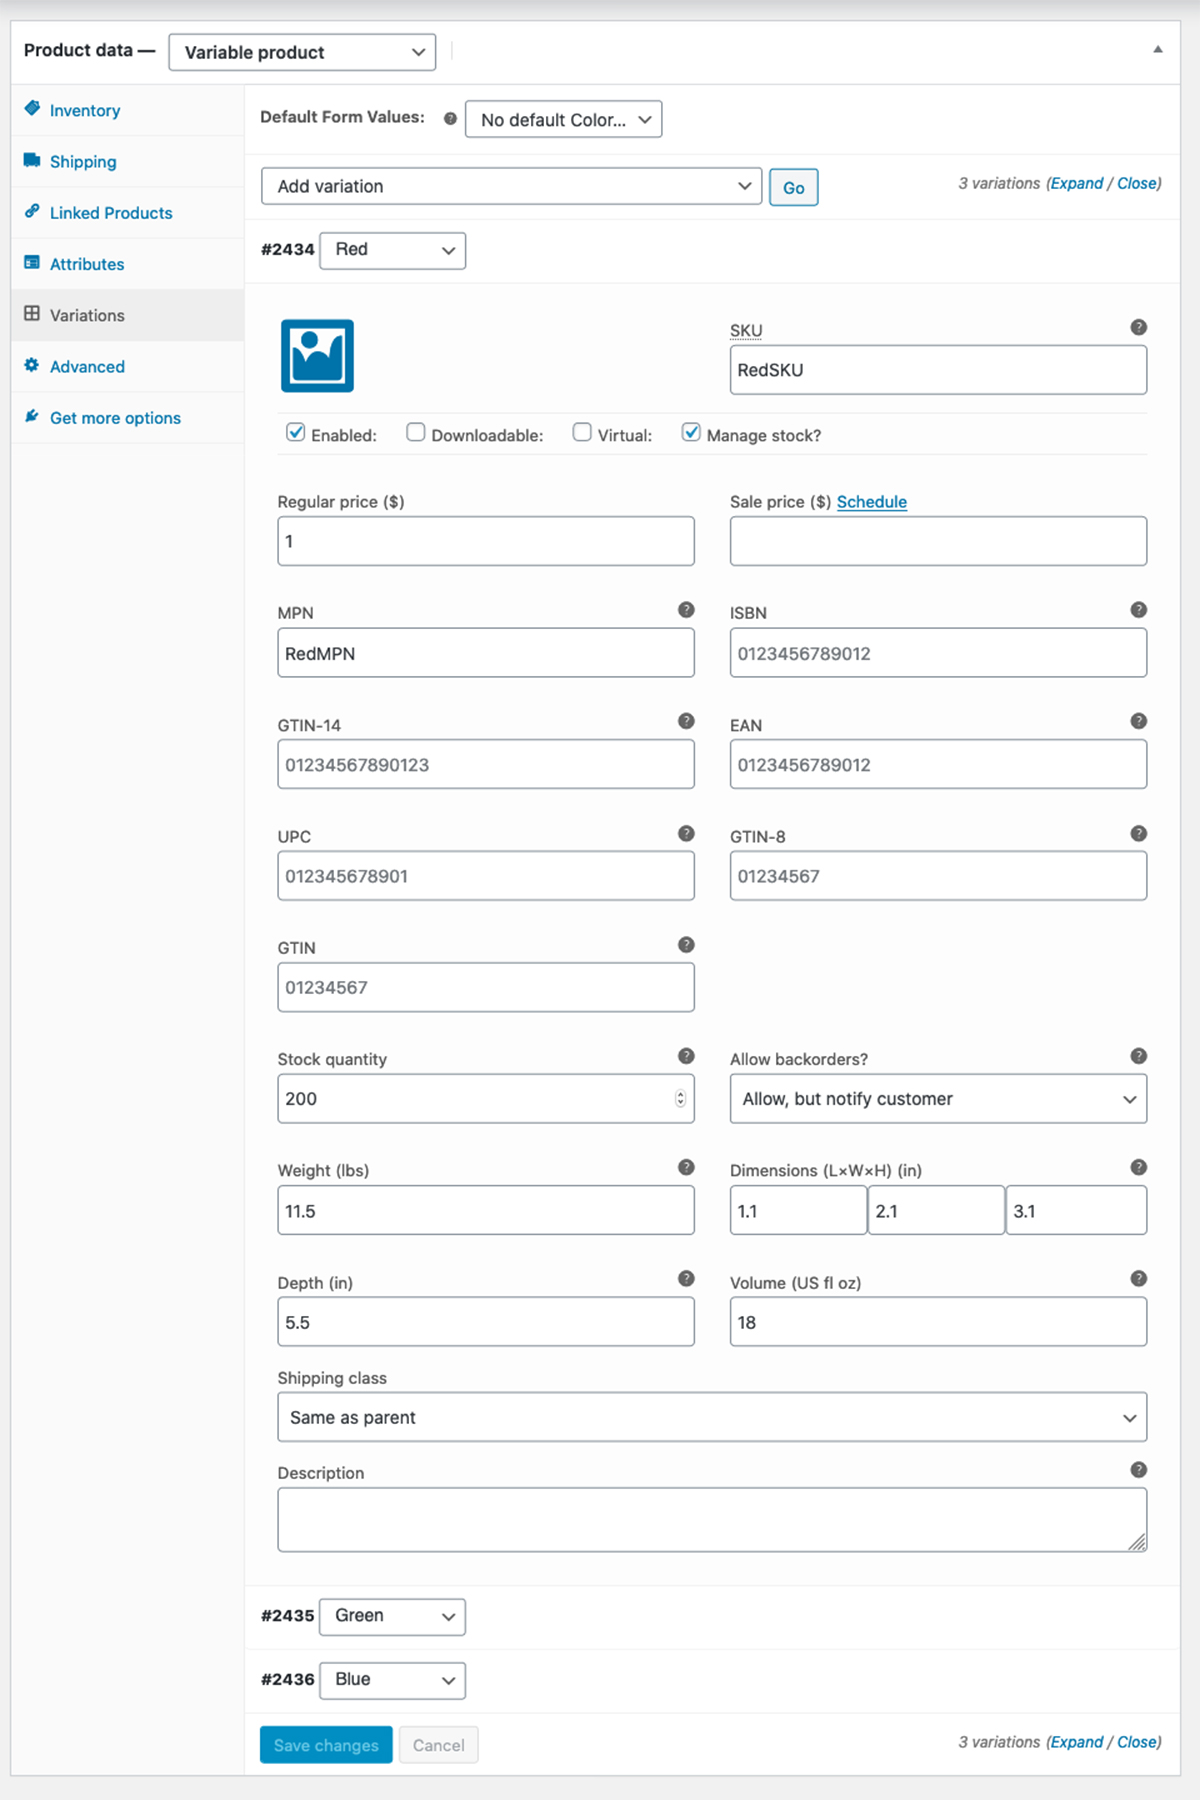 Product data — Variable product
Inventory
Shipping
Linked Products
Attributes
Variations
Advanced
Get more options
Default Form Values: ? No default Color...
Add variation Go 3 variations (Expand / Close)
#2434 Red
SKU ?
RedSKU
Enabled: Downloadable: Virtual: Manage stock?
Regular price ($) Sale price ($) Schedule
1
MPN ? ISBN ?
RedMPN 0123456789012
GTIN-14 ? EAN ?
01234567890123 0123456789012
UPC ? GTIN-8 ?
012345678901 01234567
GTIN ?
01234567
Stock quantity ? Allow backorders? ?
200 Allow, but notify customer
Weight (lbs) ? Dimensions (L×W×H) (in) ?
11.5 1.1 2.1 3.1
Depth (in) ? Volume (US fl oz) ?
5.5 18
Shipping class
Same as parent
Description ?
#2435 Green
#2436 Blue
Save changes Cancel 3 variations (Expand / Close)